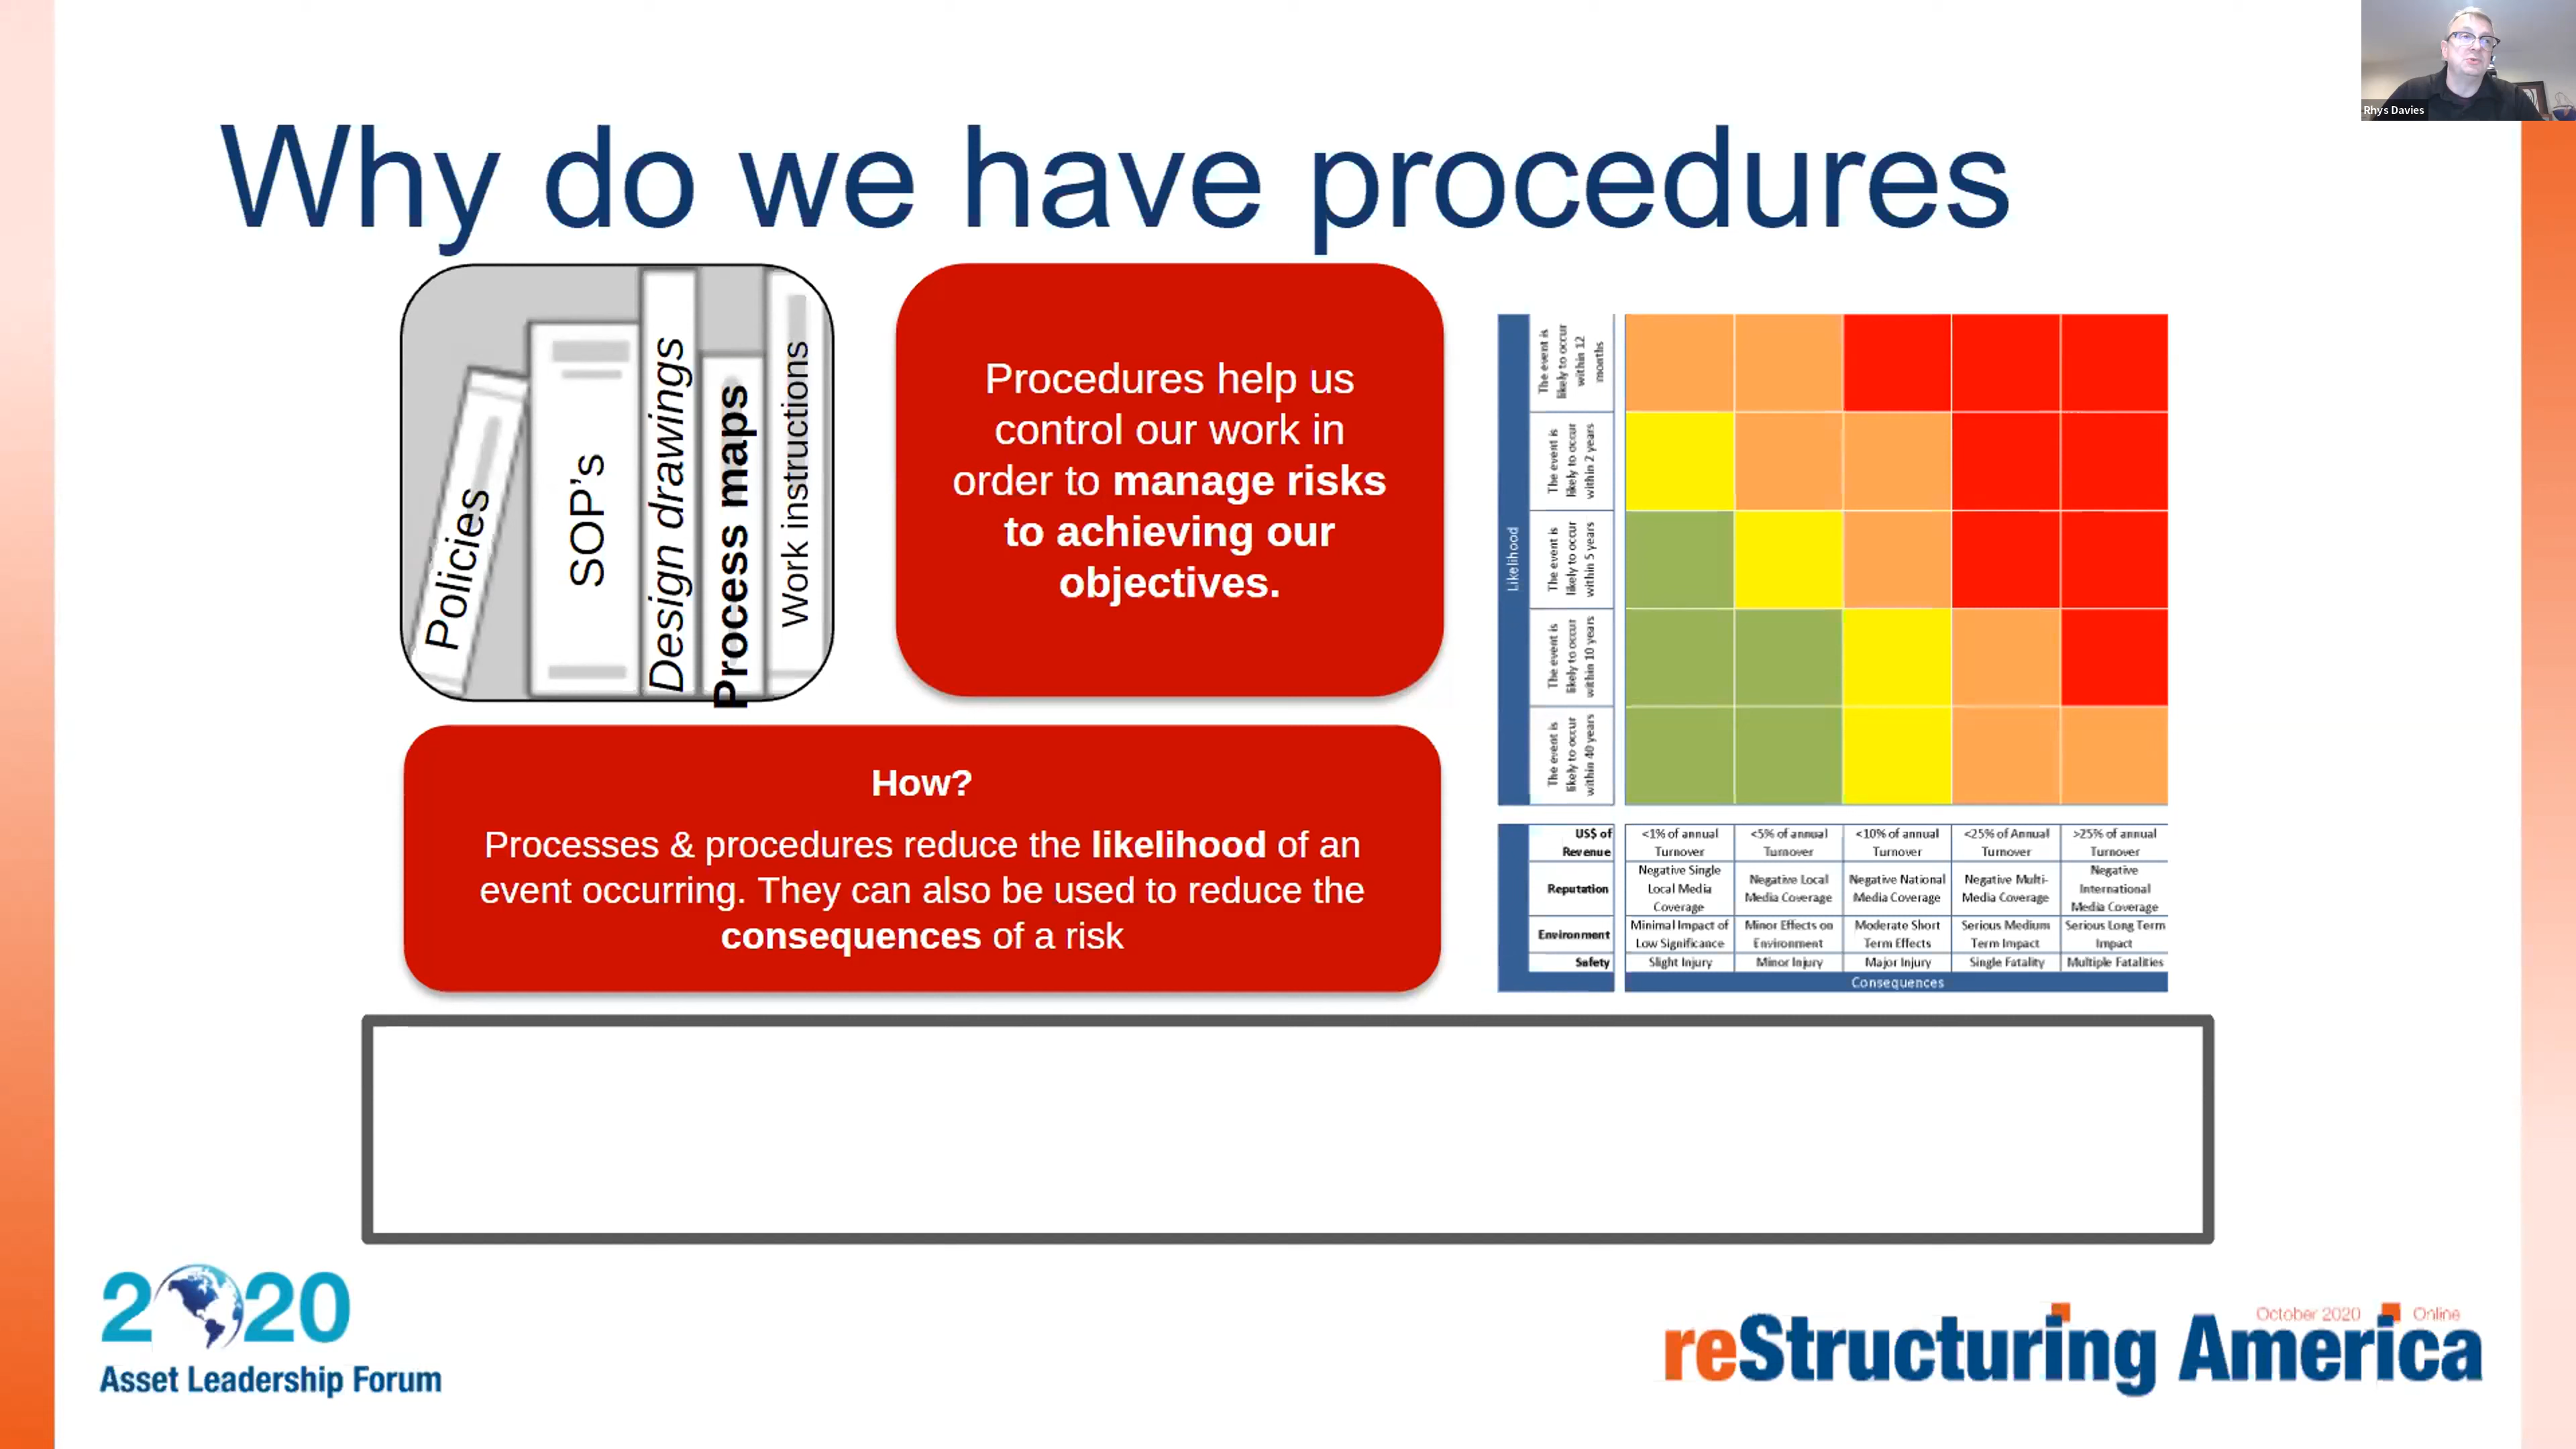 Rhys Davies
Why do we have procedures
Policies
SOP's
Design drawings
Process maps
Work instructions
Procedures help us
control our work in
order to manage risks
to achieving our
objectives.
How?
Processes & procedures reduce the likelihood of an
event occurring. They can also be used to reduce the
consequences of a risk
Likelihood
The event is
likely to occur
within 12
months
The event is
likely to occur
within 2 years
The event is
likely to occur
within 5 years
The event is
likely to occur
within 10 years
The event is
likely to occur
within 40 years
US$ of
Revenue
<1% of annual
Turnover
<5% of annual
Turnover
<10% of annual
Turnover
<25% of Annual
Turnover
>25% of annual
Turnover
Reputation
Negative Single
Local Media
Coverage
Negative Local
Media Coverage
Negative National
Media Coverage
Negative Multi-
Media Coverage
Negative
International
Media Coverage
Environment
Minimal Impact of
Low Significance
Minor Effects on
Environment
Moderate Short
Term Effects
Serious Medium
Term Impact
Serious Long Term
Impact
Safety
Slight Injury
Minor Injury
Major Injury
Single Fatality
Multiple Fatalities
Consequences
2020
Asset Leadership Forum
October 2020 Online
reStructuring America